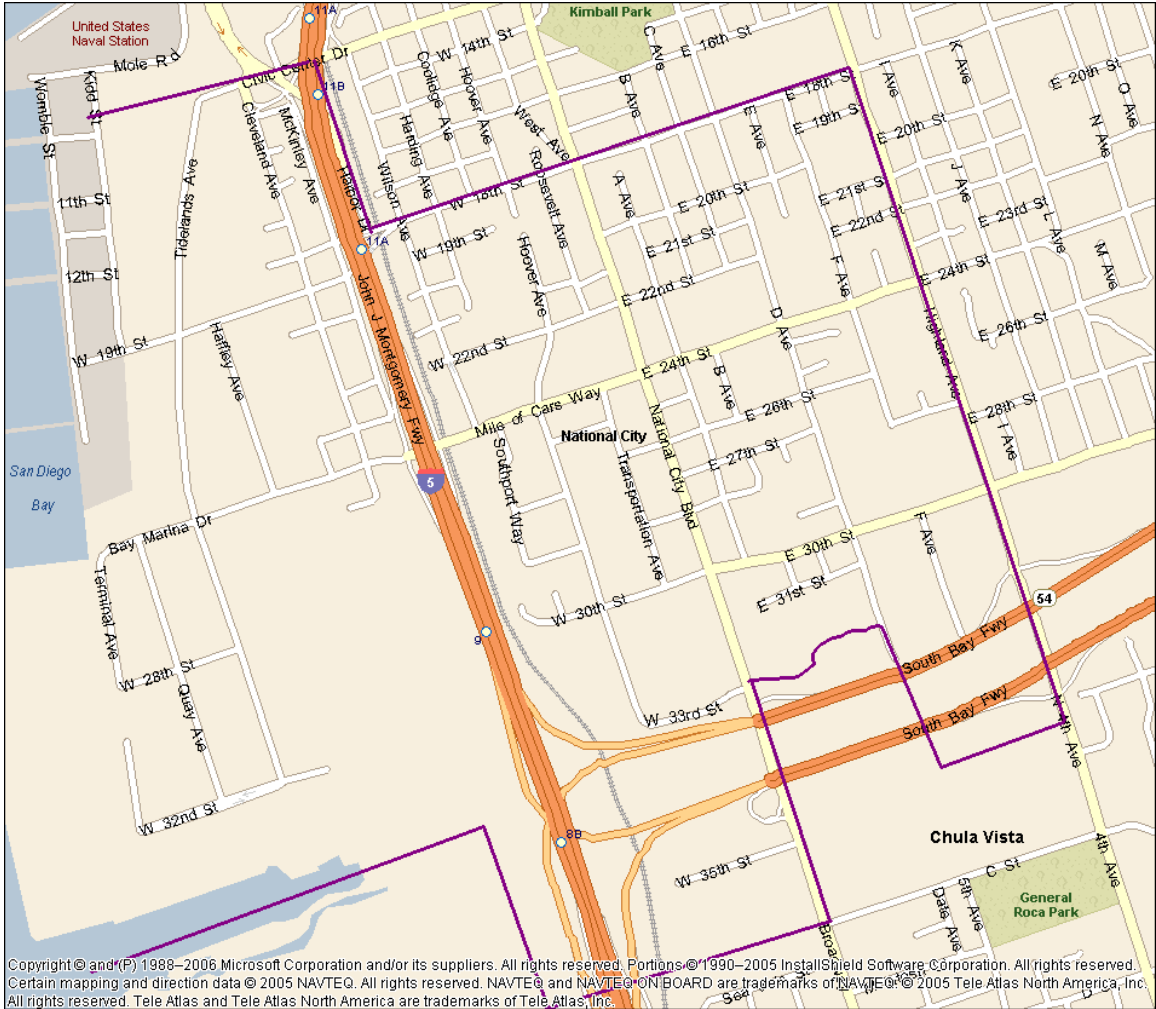 11A
Kimball Park
United States
Naval Station
Mole Rd
Civic Center Dr
W 14th St
C Ave
E 16th St
Coolidge Ave
Hoover Ave
I Ave
K Ave
E 20th St
Kidd St
Womble St
11B
B Ave
E 18th St
O Ave
Cleveland Ave
McKinley Ave
Harding Ave
West Ave
E 19th St
N Ave
E 20th St
Harbor Dr
Wilson Ave
Roosevelt Ave
11th St
Tidelands Ave
W 18th St
A Ave
E 20th St
E 21st S
J Ave
11A
W 19th St
E 21st St
E 22nd St
E 23rd St
L Ave
12th St
Hoover Ave
E 22nd St
F Ave
E 24th St
M Ave
John J Montgomery Fwy
D Ave
Highland Ave
E 26th St
W 19th St
Haffley Ave
W 22nd St
E 24th St
B Ave
Mile of Cars Way
E 26th St
E 28th St
National City
National City Blvd
I Ave
San Diego
Bay
5
Southport Way
Transportation Ave
E 27th St
Bay Marina Dr
E 30th St
F Ave
Terminal Ave
E 31st St
W 30th St
54
9
South Bay Fwy
W 28th St
Quay Ave
W 33rd St
South Bay Fwy
N 4th Ave
W 32nd St
8B
Chula Vista
4th Ave
C St
W 35th St
5th Ave
Date Ave
General
Roca Park
Broad
Sea
D St
Copyright © and (P) 1988–2006 Microsoft Corporation and/or its suppliers. All rights reserved. Portions © 1990–2005 InstallShield Software Corporation. All rights reserved.
Certain mapping and direction data © 2005 NAVTEQ. All rights reserved. NAVTEQ and NAVTEQ ON BOARD are trademarks of NAVTEQ. © 2005 Tele Atlas North America, Inc.
All rights reserved. Tele Atlas and Tele Atlas North America are trademarks of Tele Atlas, Inc.